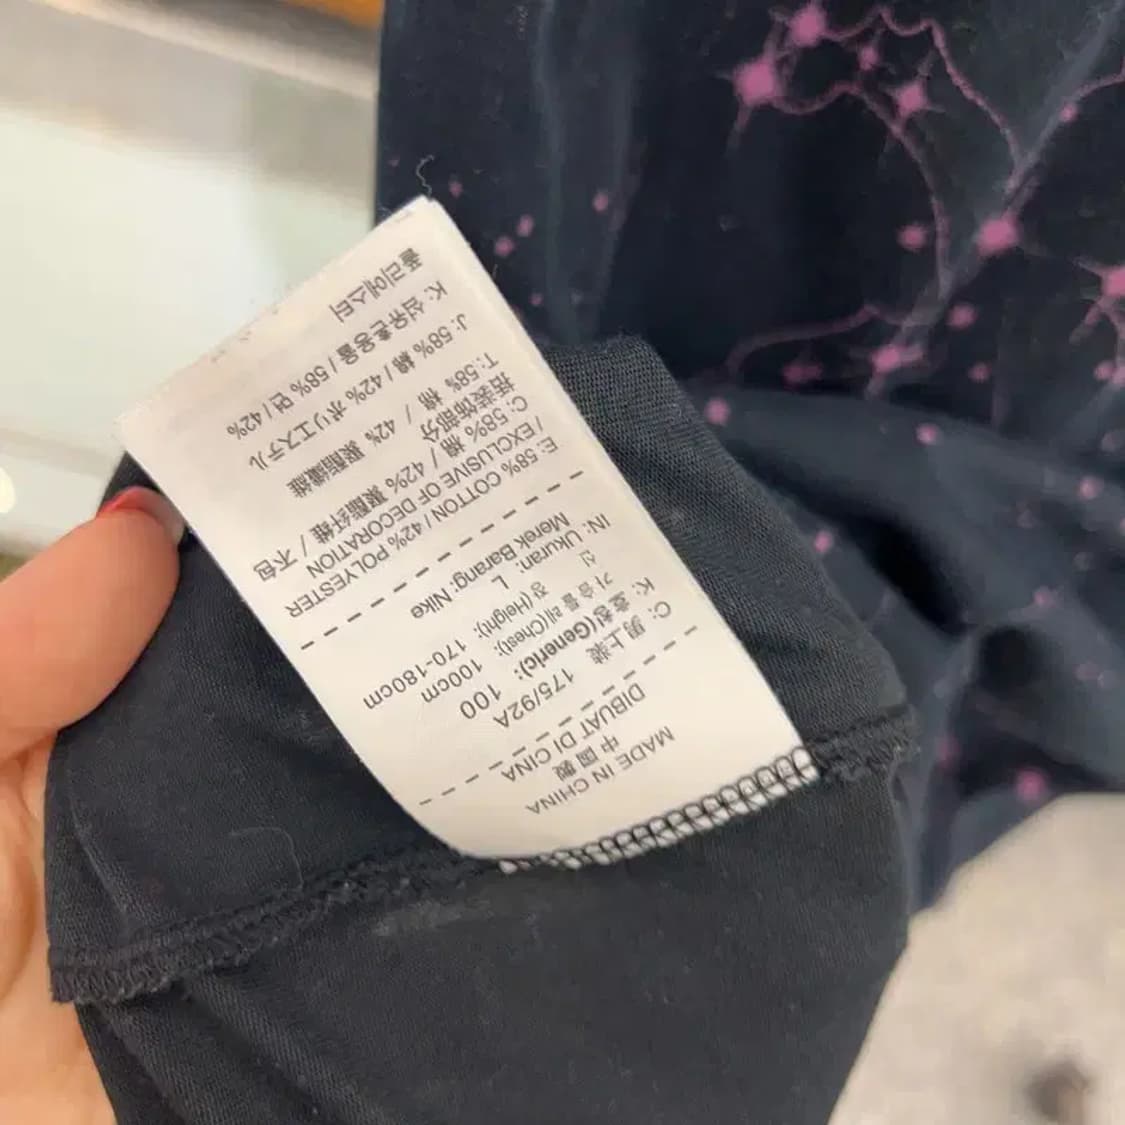 MADE IN CHINA
中国製
DIBUAT DI CINA
C: 男上装 175/92A
K: 호칭(Generic): 100
가슴둘레(Chest): 100cm
신 장(Height): 170-180cm
IN: Ukuran: L
Merek Barang: Nike
E: 58% COTTON / 42% POLYESTER
/ EXCLUSIVE OF DECORATION
C: 58% 棉 / 42% 聚酯纤维 / 不包
括装饰部分
T: 58% 棉 / 42% 聚酯纖維
J: 58% 綿 / 42% ポリエステル
K: 섬유혼용율 / 58% 면 / 42%
폴리에스터